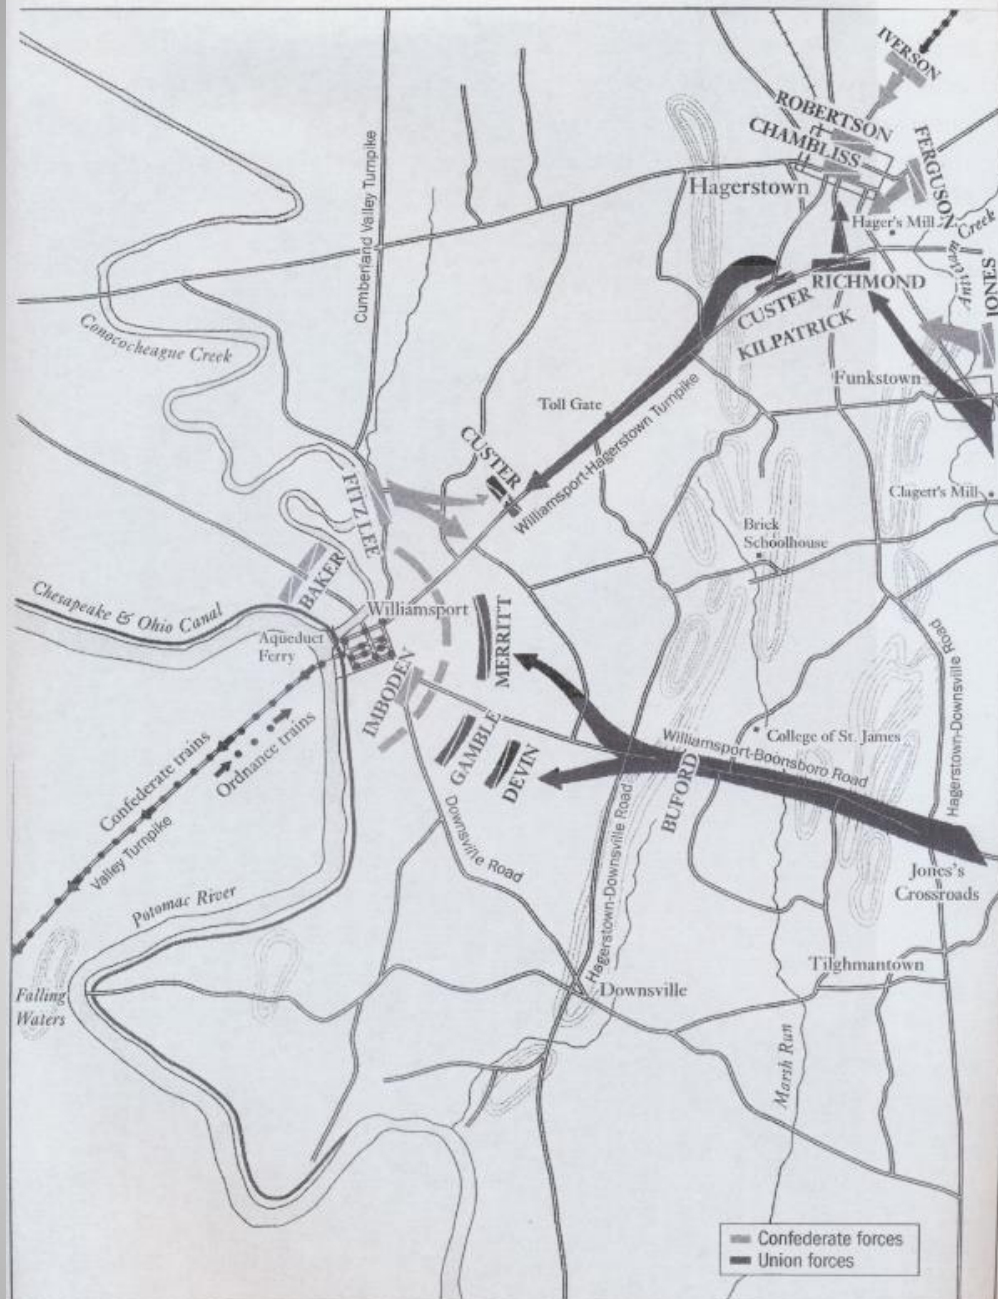 IVERSON
ROBERTSON
CHAMBLISS
FERGUSON
Hagerstown
Hager's Mill
Antietam Creek
JONES
RICHMOND
CUSTER
KILPATRICK
Cumberland Valley Turnpike
Conococheague Creek
Funkstown
Toll Gate
Williamsport-Hagerstown Turnpike
CUSTER
FITZ LEE
Clagett's Mill
Brick
Schoolhouse
BAKER
Chesapeake & Ohio Canal
Williamsport
Aqueduct
Ferry
MERRITT
IMBODEN
GAMBLE
DEVIN
Hagerstown-Downsville Road
College of St. James
Williamsport-Boonsboro Road
BUFORD
Confederate trains
Ordnance trains
Valley Turnpike
Downsville Road
Hagerstown-Downsville Road
Jones's
Crossroads
Potomac River
Falling
Waters
Tilghmantown
Downsville
Marsh Run
Confederate forces
Union forces